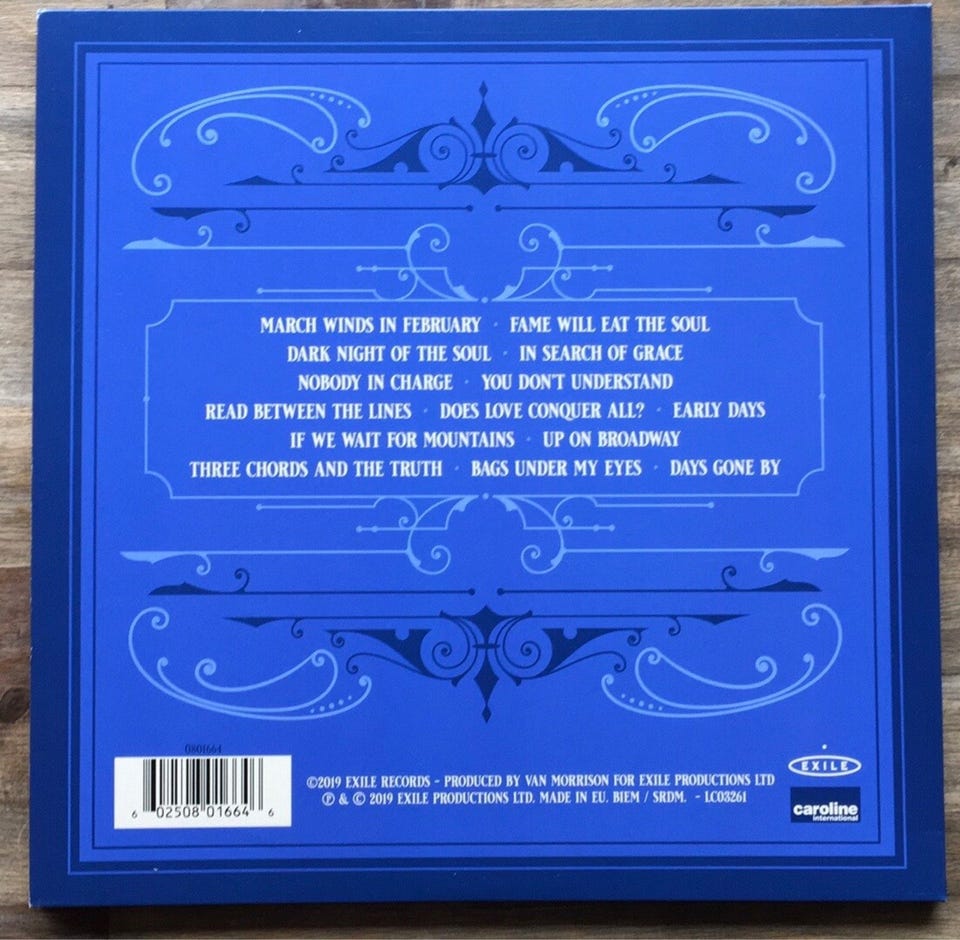 MARCH WINDS IN FEBRUARY · FAME WILL EAT THE SOUL
DARK NIGHT OF THE SOUL · IN SEARCH OF GRACE
NOBODY IN CHARGE · YOU DON'T UNDERSTAND
READ BETWEEN THE LINES · DOES LOVE CONQUER ALL? · EARLY DAYS
IF WE WAIT FOR MOUNTAINS · UP ON BROADWAY
THREE CHORDS AND THE TRUTH · BAGS UNDER MY EYES · DAYS GONE BY
0801664
6 02508 01664 6
©2019 EXILE RECORDS - PRODUCED BY VAN MORRISON FOR EXILE PRODUCTIONS LTD
℗ & © 2019 EXILE PRODUCTIONS LTD. MADE IN EU. BIEM / SRDM. - LC03261
EXILE
caroline
international